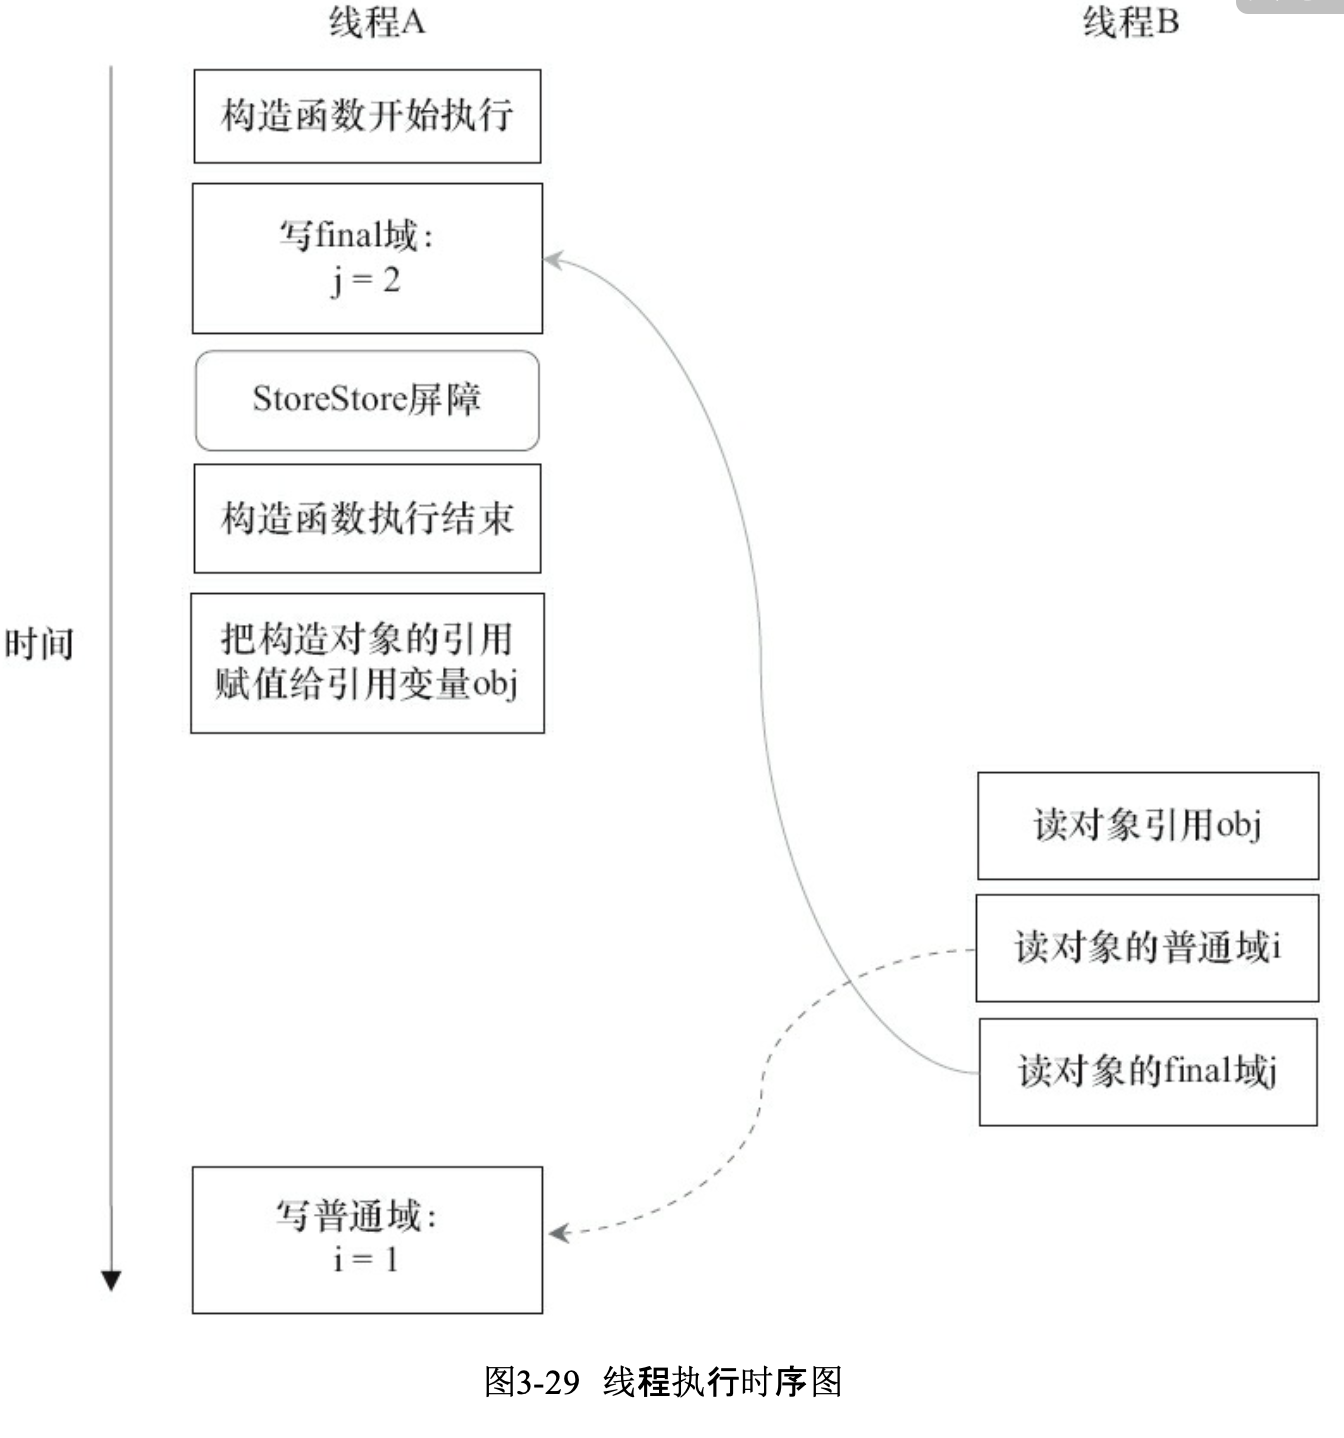 线程A
线程B
构造函数开始执行
写final域：
j = 2
StoreStore屏障
构造函数执行结束
把构造对象的引用
赋值给引用变量obj
时间
读对象引用obj
读对象的普通域i
读对象的final域j
写普通域：
i = 1
图3-29 线程执行时序图